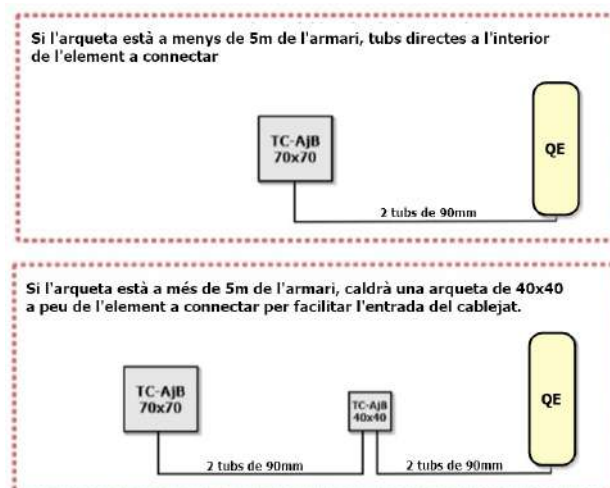 Si l'arqueta està a menys de 5m de l'armari, tubs directes a l'interior
de l'element a connectar
TC-AjB
70x70
QE
2 tubs de 90mm
Si l'arqueta està a més de 5m de l'armari, caldrà una arqueta de 40x40
a peu de l'element a connectar per facilitar l'entrada del cablejat.
TC-AjB
70x70
TC-AjB
40x40
QE
2 tubs de 90mm
2 tubs de 90mm